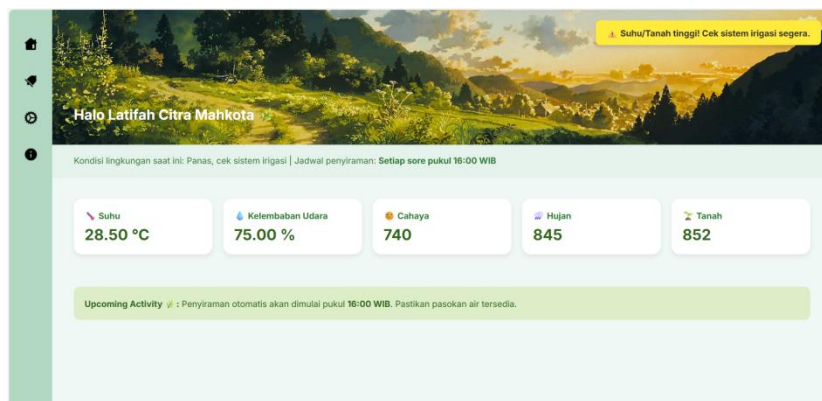 Suhu/Tanah tinggi! Cek sistem irigasi segera.
Halo Latifah Citra Mahkota
Kondisi lingkungan saat ini: Panas, cek sistem irigasi | Jadwal penyiraman: Setiap sore pukul 16:00 WIB
Suhu
28.50 °C
Kelembaban Udara
75.00 %
Cahaya
740
Hujan
845
Tanah
852
Upcoming Activity : Penyiraman otomatis akan dimulai pukul 16:00 WIB. Pastikan pasokan air tersedia.